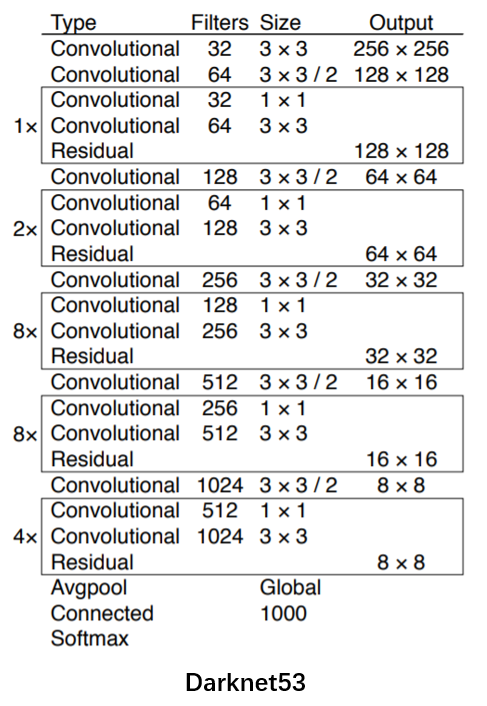 Type Filters Size Output
Convolutional 32 3 × 3 256 × 256
Convolutional 64 3 × 3 / 2 128 × 128
Convolutional 32 1 × 1
1× Convolutional 64 3 × 3
Residual 128 × 128
Convolutional 128 3 × 3 / 2 64 × 64
Convolutional 64 1 × 1
2× Convolutional 128 3 × 3
Residual 64 × 64
Convolutional 256 3 × 3 / 2 32 × 32
Convolutional 128 1 × 1
8× Convolutional 256 3 × 3
Residual 32 × 32
Convolutional 512 3 × 3 / 2 16 × 16
Convolutional 256 1 × 1
8× Convolutional 512 3 × 3
Residual 16 × 16
Convolutional 1024 3 × 3 / 2 8 × 8
Convolutional 512 1 × 1
4× Convolutional 1024 3 × 3
Residual 8 × 8
Avgpool Global
Connected 1000
Softmax
Darknet53